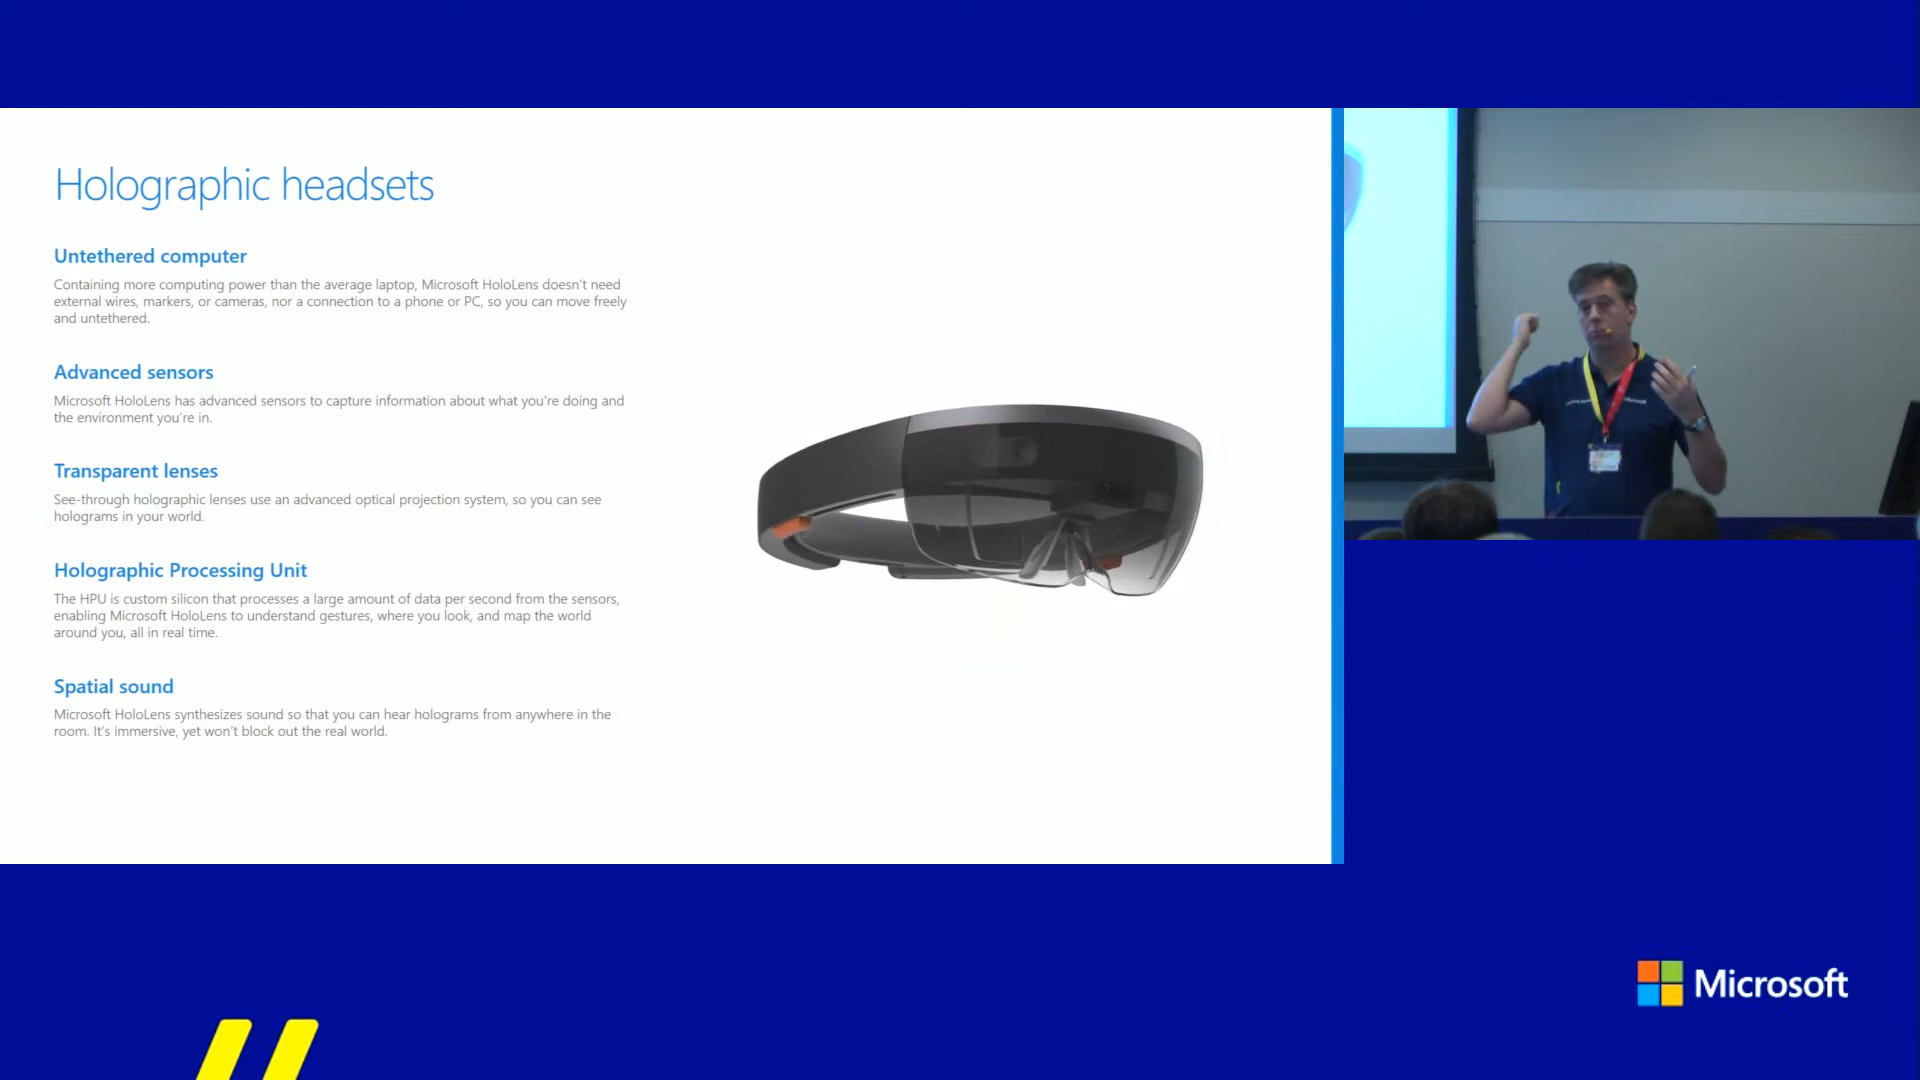 Holographic headsets
Untethered computer
Containing more computing power than the average laptop, Microsoft HoloLens doesn't need
external wires, markers, or cameras, nor a connection to a phone or PC, so you can move freely
and untethered.
Advanced sensors
Microsoft HoloLens has advanced sensors to capture information about what you're doing and
the environment you're in.
Transparent lenses
See-through holographic lenses use an advanced optical projection system, so you can see
holograms in your world.
Holographic Processing Unit
The HPU is custom silicon that processes a large amount of data per second from the sensors,
enabling Microsoft HoloLens to understand gestures, where you look, and map the world
around you, all in real time.
Spatial sound
Microsoft HoloLens synthesizes sound so that you can hear holograms from anywhere in the
room. It's immersive, yet won't block out the real world.
Microsoft